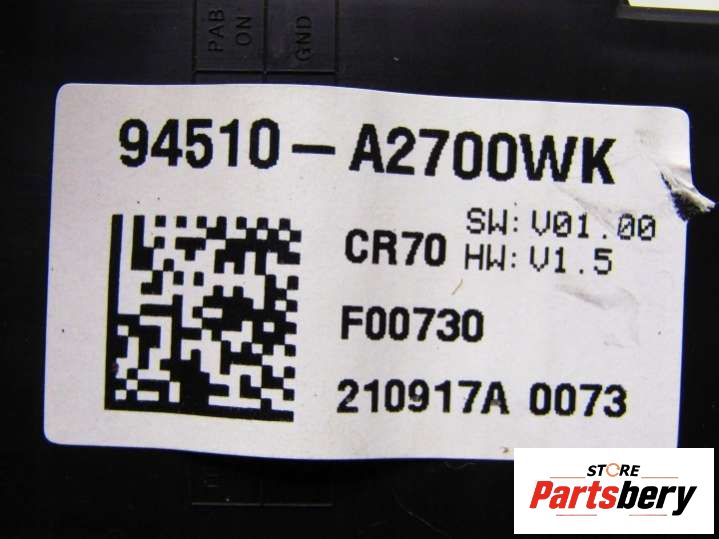 PAB ON
GND
94510-A2700WK
CR70
SW: V01.00
HW: V1.5
F00730
210917A 0073
STORE
Partsbery